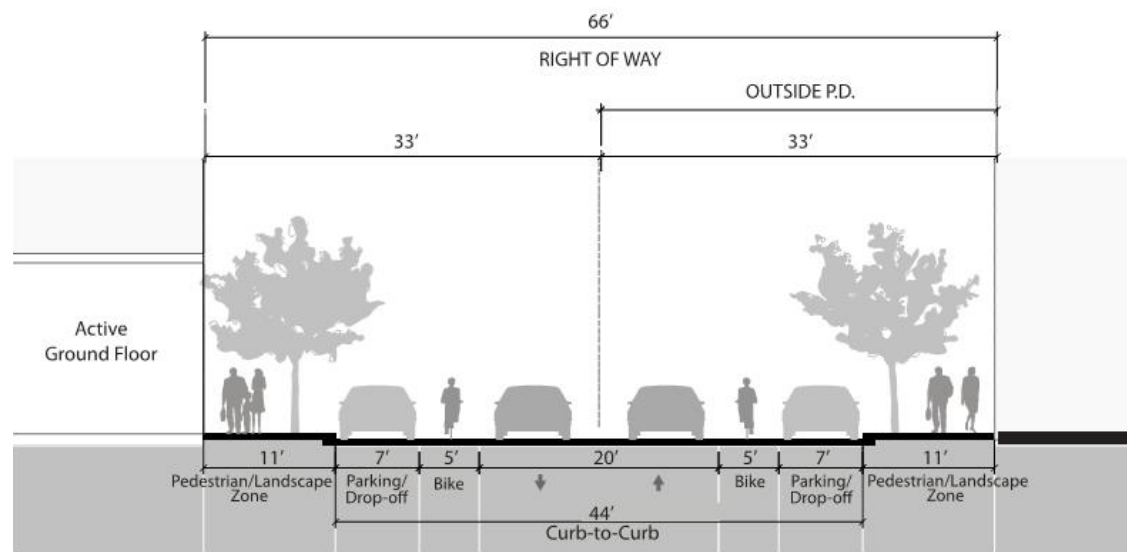 66’
RIGHT OF WAY
OUTSIDE P.D.
33’
33’
Active
Ground Floor
11’
7’
5’
20’
5’
7’
11’
Pedestrian/Landscape
Zone
Parking/
Drop-off
Bike
Bike
Parking/
Drop-off
Pedestrian/Landscape
Zone
44’
Curb-to-Curb